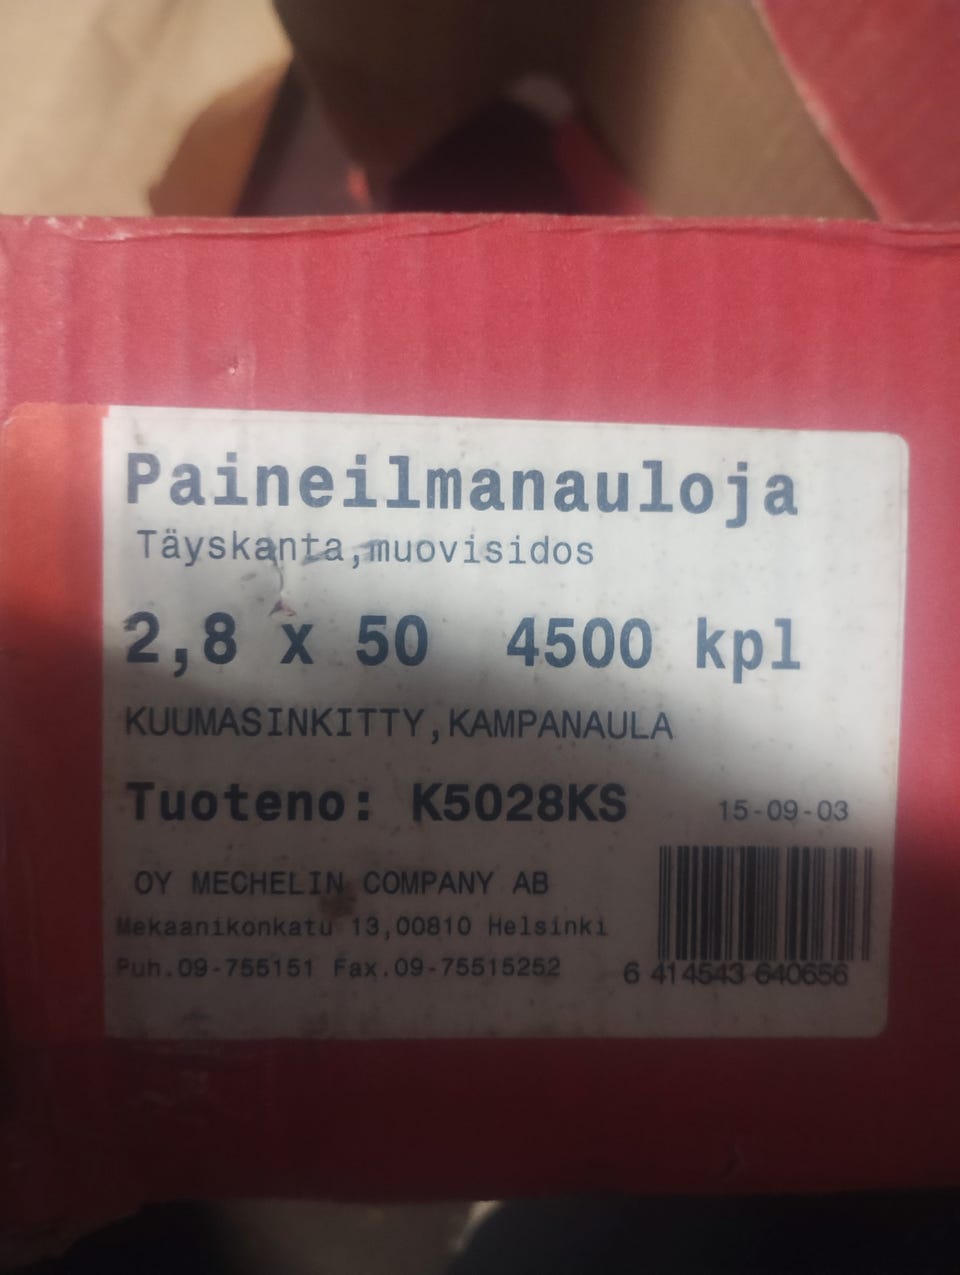 Paineilmanauloja
Täyskanta,muovisidos
2,8 x 50 4500 kpl
KUUMASINKITTY,KAMPANAULA
Tuoteno: K5028KS 15-09-03
OY MECHELIN COMPANY AB
Mekaanikonkatu 13,00810 Helsinki
Puh.09-755151 Fax.09-75515252
6 414543 640656